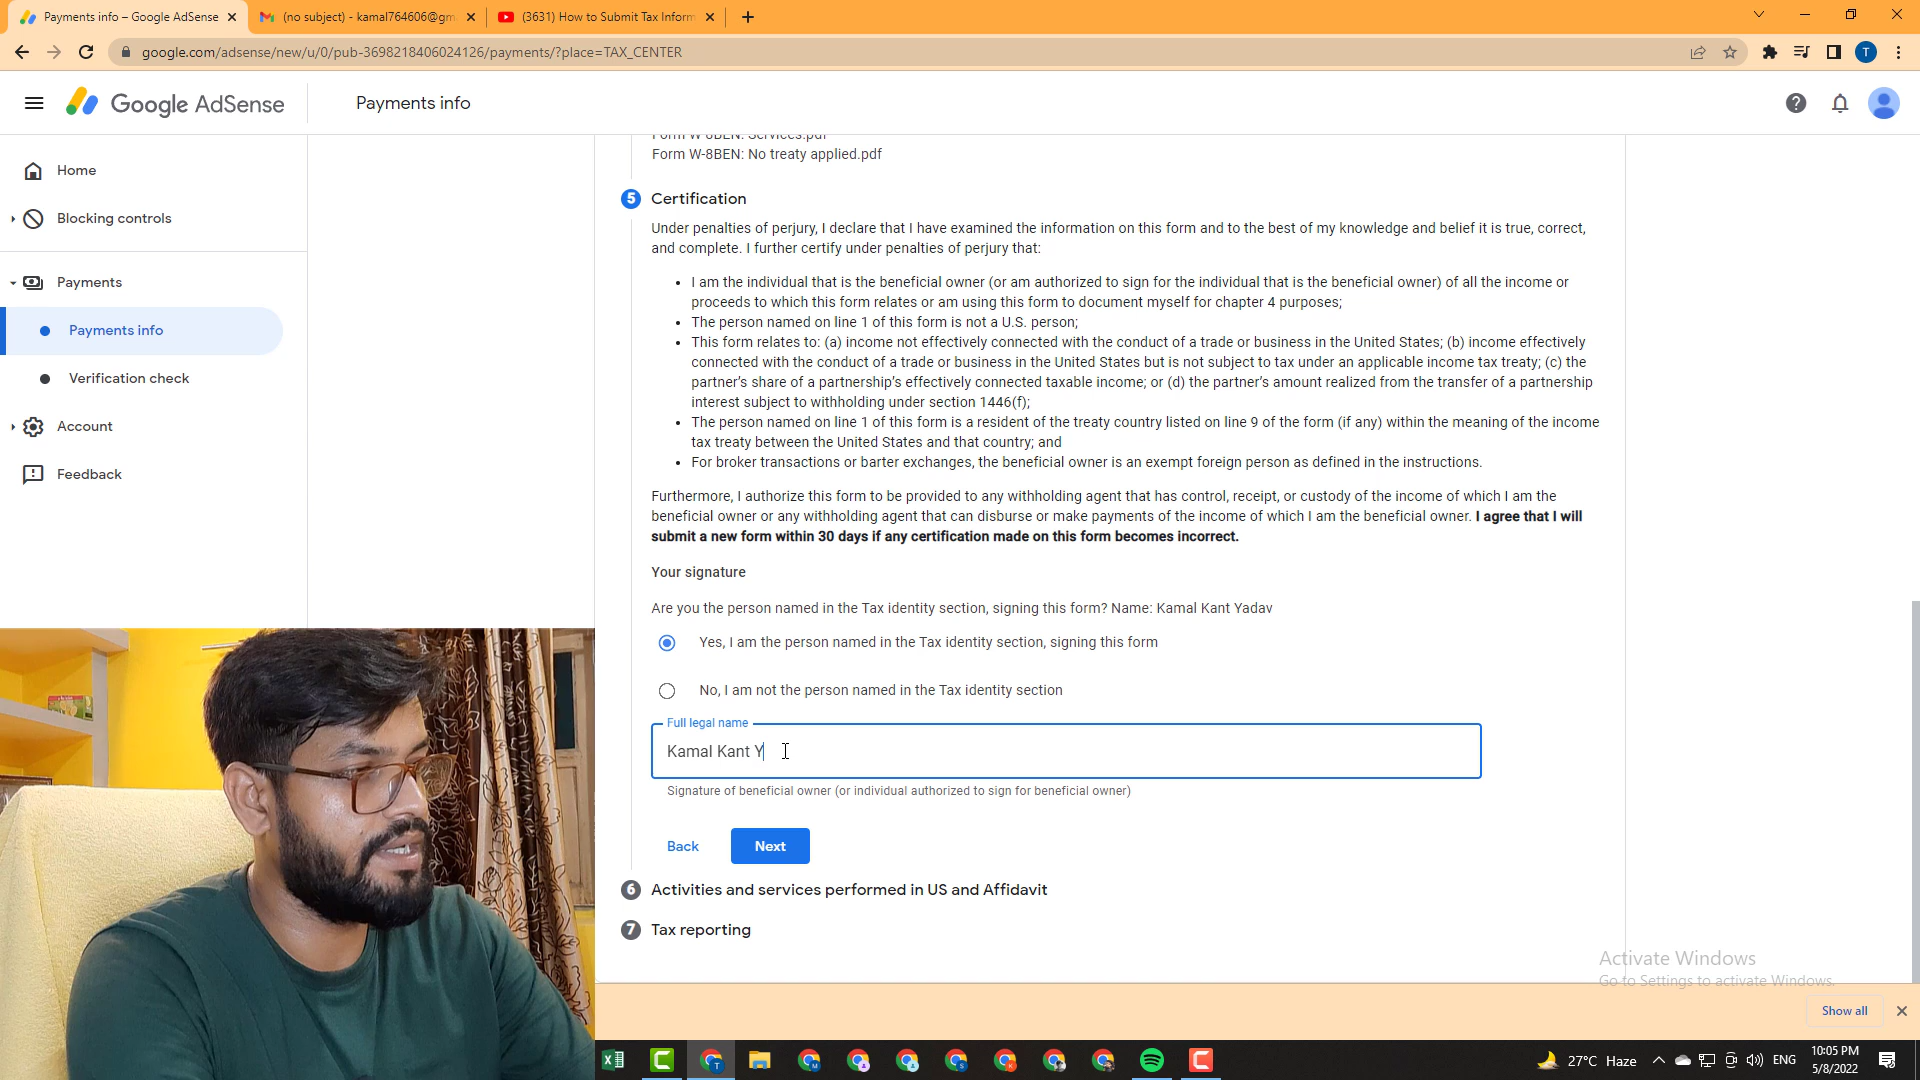 Payments info – Google AdSense
(no subject) - kamal764606@gm
(3631) How to Submit Tax Inform
google.com/adsense/new/u/0/pub-3698218406024126/payments/?place=TAX_CENTER
T
Google AdSense
Payments info
Home
Blocking controls
Payments
Payments info
Verification check
Account
Feedback
Form W-8BEN: Services.pdf
Form W-8BEN: No treaty applied.pdf
5 Certification
Under penalties of perjury, I declare that I have examined the information on this form and to the best of my knowledge and belief it is true, correct,
and complete. I further certify under penalties of perjury that:
• I am the individual that is the beneficial owner (or am authorized to sign for the individual that is the beneficial owner) of all the income or
proceeds to which this form relates or am using this form to document myself for chapter 4 purposes;
• The person named on line 1 of this form is not a U.S. person;
• This form relates to: (a) income not effectively connected with the conduct of a trade or business in the United States; (b) income effectively
connected with the conduct of a trade or business in the United States but is not subject to tax under an applicable income tax treaty; (c) the
partner's share of a partnership's effectively connected taxable income; or (d) the partner's amount realized from the transfer of a partnership
interest subject to withholding under section 1446(f);
• The person named on line 1 of this form is a resident of the treaty country listed on line 9 of the form (if any) within the meaning of the income
tax treaty between the United States and that country; and
• For broker transactions or barter exchanges, the beneficial owner is an exempt foreign person as defined in the instructions.
Furthermore, I authorize this form to be provided to any withholding agent that has control, receipt, or custody of the income of which I am the
beneficial owner or any withholding agent that can disburse or make payments of the income of which I am the beneficial owner. I agree that I will
submit a new form within 30 days if any certification made on this form becomes incorrect.
Your signature
Are you the person named in the Tax identity section, signing this form? Name: Kamal Kant Yadav
Yes, I am the person named in the Tax identity section, signing this form
No, I am not the person named in the Tax identity section
Full legal name
Kamal Kant Y
Signature of beneficial owner (or individual authorized to sign for beneficial owner)
Back
Next
6 Activities and services performed in US and Affidavit
7 Tax reporting
Activate Windows
Go to Settings to activate Windows.
Show all
27°C Haze
ENG
10:05 PM
5/8/2022